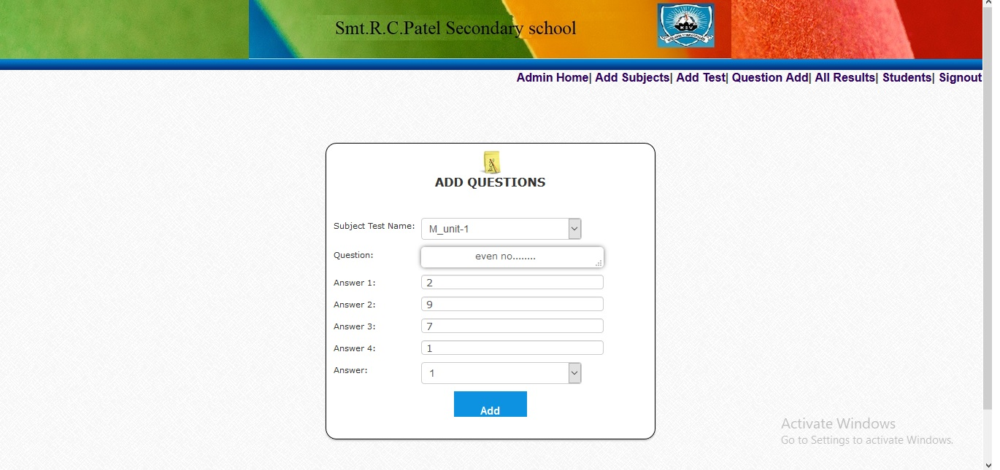 Smt.R.C.Patel Secondary school
Admin Home| Add Subjects| Add Test| Question Add| All Results| Students| Signout
ADD QUESTIONS
Subject Test Name: M_unit-1
Question: even no........
Answer 1: 2
Answer 2: 9
Answer 3: 7
Answer 4: 1
Answer: 1
Add
Activate Windows
Go to Settings to activate Windows.